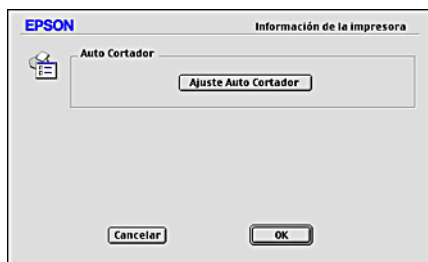 EPSON Información de la impresora
Auto Cortador
Ajuste Auto Cortador
Cancelar OK